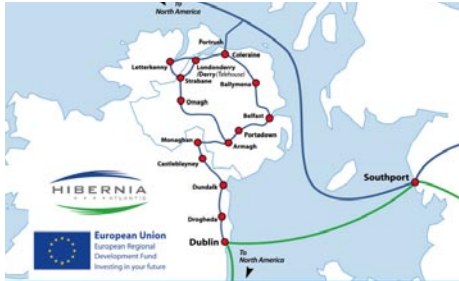 To
North America
Portrush
Coleraine
Letterkenny
Londonderry
/Derry (Telehouse)
Strabane
Ballymena
Omagh
Belfast
Portadown
Monaghan
Armagh
Castleblayney
Southport
Dundalk
HIBERNIA
ATLANTIC
Drogheda
Dublin
European Union
European Regional
Development Fund
Investing in your future
To
North America